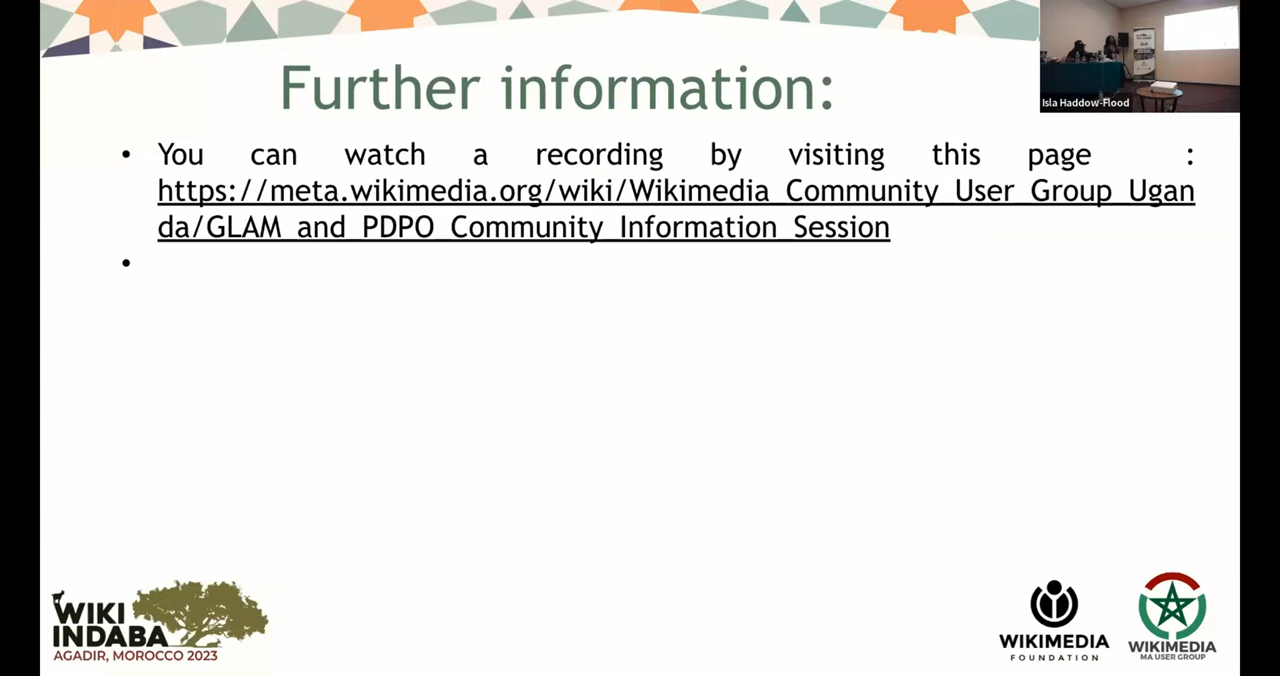 Further information:
Isla Haddow-Flood
• You can watch a recording by visiting this page :
https://meta.wikimedia.org/wiki/Wikimedia_Community_User_Group_Ugan
da/GLAM_and_PDPO_Community_Information_Session
•
WIKI
INDABA
AGADIR, MOROCCO 2023
WIKIMEDIA
FOUNDATION
WIKIMEDIA
MA USER GROUP